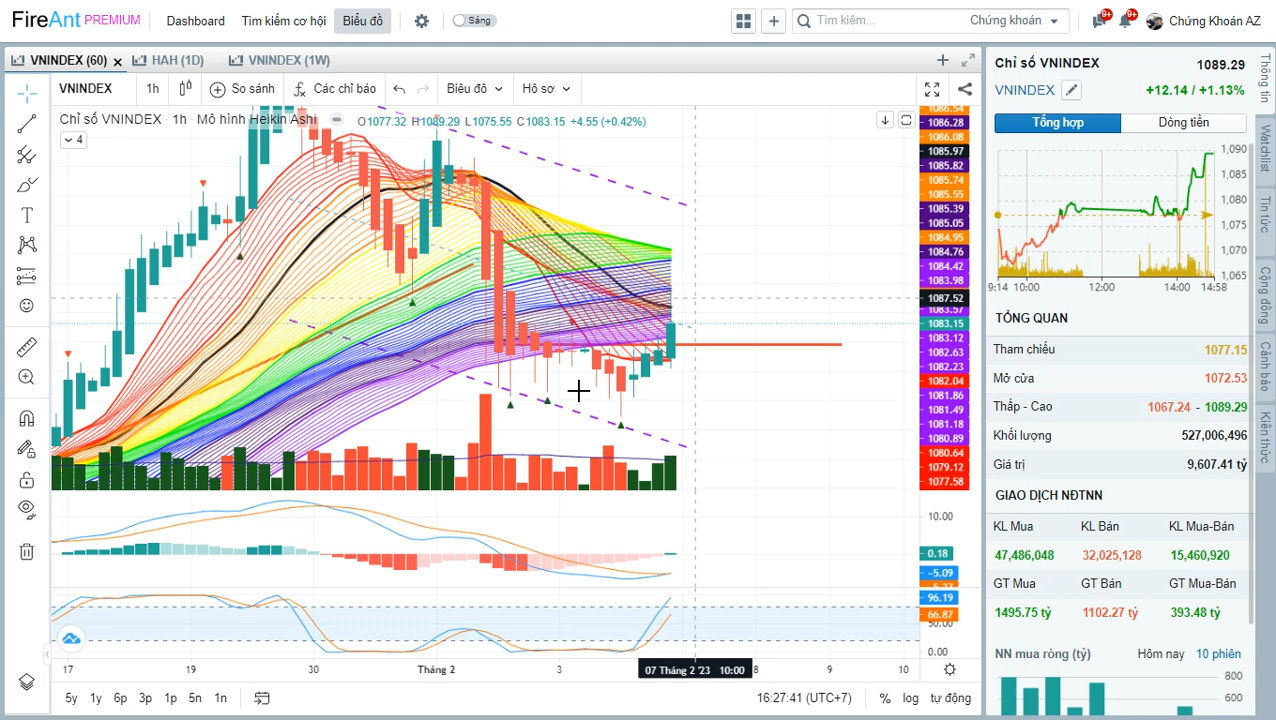 FireAnt PREMIUM Dashboard Tìm kiếm cơ hội Biểu đồ Sáng Tìm kiếm... Chứng khoán 9+ 9+ Chứng Khoán AZ
VNINDEX (60) HAH (1D) VNINDEX (1W)
VNINDEX 1h So sánh Các chỉ báo Biểu đồ Hồ sơ
Chỉ số VNINDEX · 1h · Mô hình Heikin Ashi O1077.32 H1089.29 L1075.55 C1083.15 +4.55 (+0.42%)
4
1086.54
1086.28
1086.08
1085.97
1085.82
1085.74
1085.55
1085.39
1085.05
1084.95
1084.76
1084.42
1083.98
1087.52
1083.57
1083.15
1083.12
1082.63
1082.23
1082.04
1081.86
1081.49
1081.18
1080.89
1080.64
1079.12
1077.58
10.00
0.18
−5.09
96.19
66.87
50.00
0.00
17 19 30 Tháng 2 3 07 Tháng 2 '23 10:00 8 9 10
5y 1y 6p 3p 1p 5n 1n 16:27:41 (UTC+7) % log tự động
Chỉ số VNINDEX 1089.29
VNINDEX +12.14 / +1.13%
Tổng hợp Dòng tiền
1,090
1,085
1,080
1,075
1,070
1,065
9:14 10:00 12:00 14:00 14:58
TỔNG QUAN
Tham chiếu 1077.15
Mở cửa 1072.53
Thấp - Cao 1067.24 - 1089.29
Khối lượng 527,006,496
Giá trị 9,607.41 tỷ
GIAO DỊCH NĐTNN
KL Mua KL Bán KL Mua-Bán
47,486,048 32,025,128 15,460,920
GT Mua GT Bán GT Mua-Bán
1495.75 tỷ 1102.27 tỷ 393.48 tỷ
NN mua ròng (tỷ) Hôm nay 10 phiên
800
600
Thông tin
Watchlist
Tin tức
Cộng đồng
Cảnh báo
Kiến thức